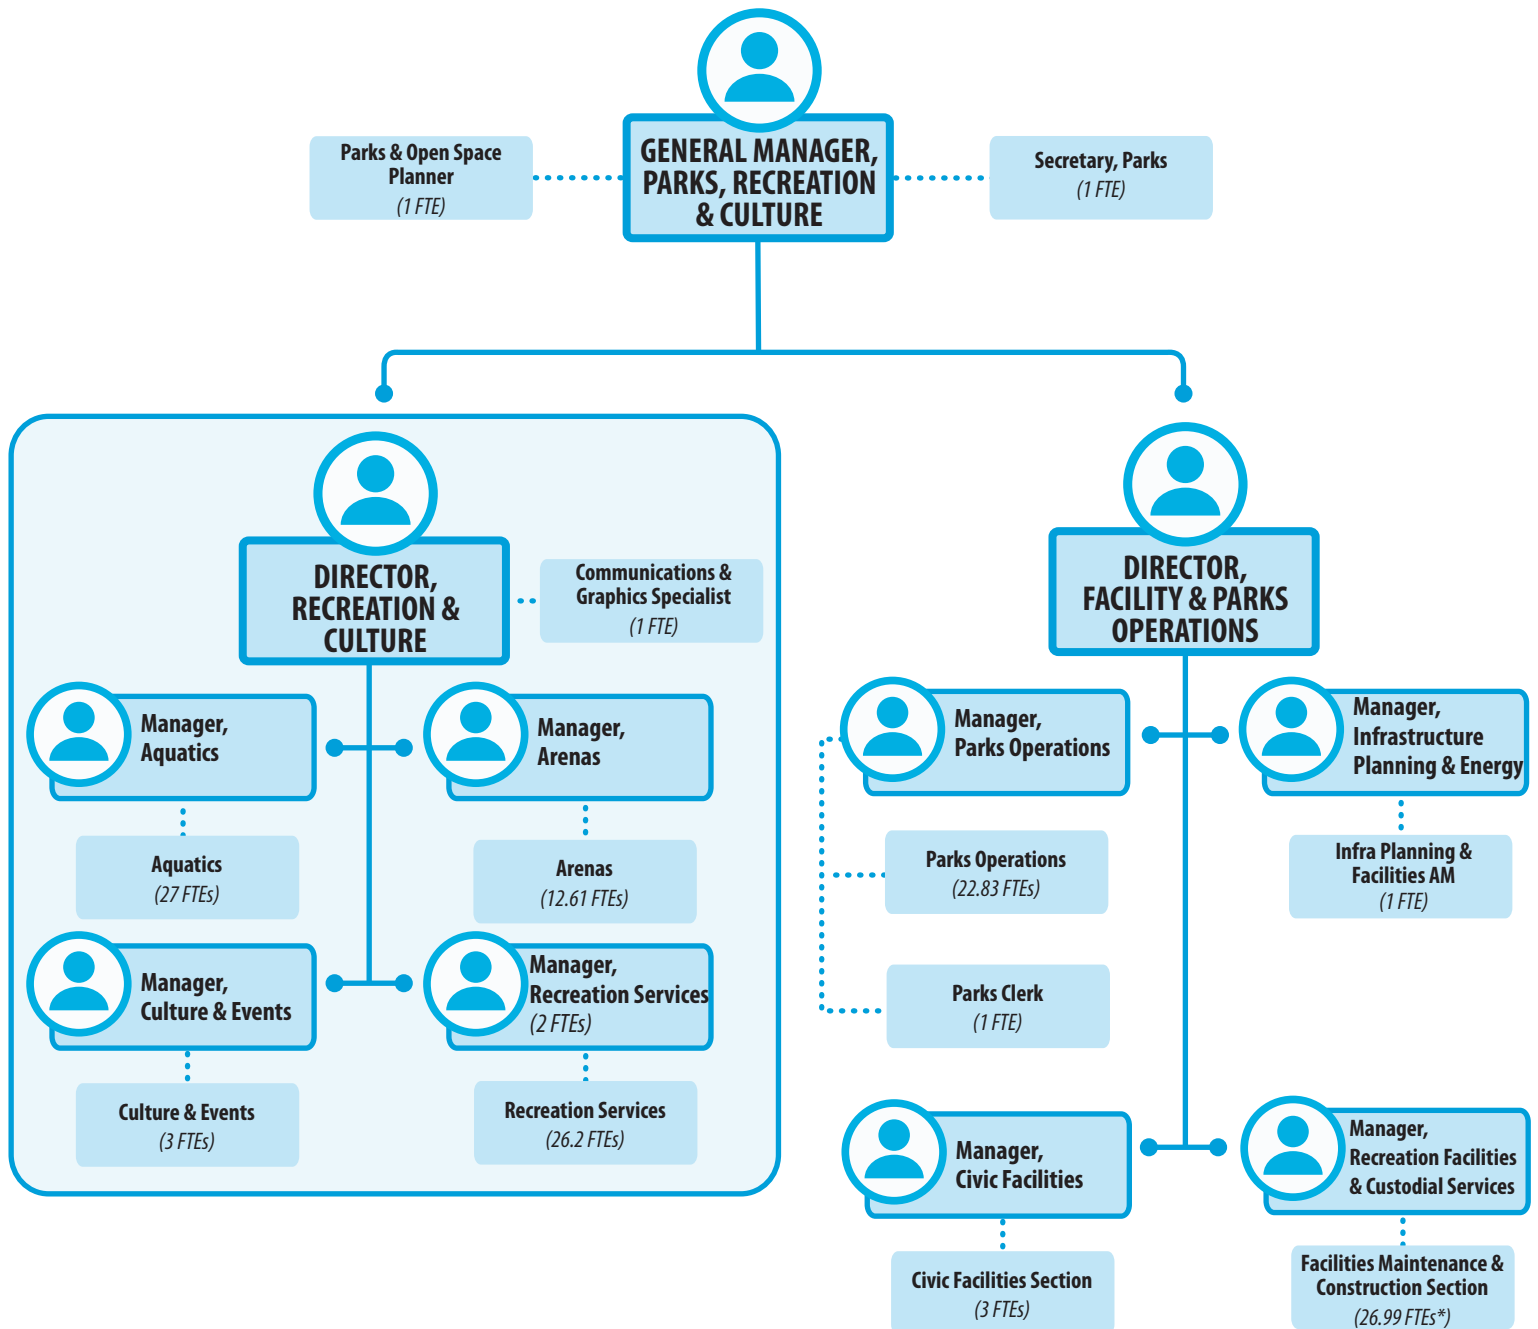 GENERAL MANAGER,
PARKS, RECREATION
& CULTURE
Parks & Open Space
Planner
(1 FTE)
Secretary, Parks
(1 FTE)
DIRECTOR,
RECREATION &
CULTURE
Communications &
Graphics Specialist
(1 FTE)
Manager,
Aquatics
Aquatics
(27 FTEs)
Manager,
Arenas
Arenas
(12.61 FTEs)
Manager,
Culture & Events
Culture & Events
(3 FTEs)
Manager,
Recreation Services
(2 FTEs)
Recreation Services
(26.2 FTEs)
DIRECTOR,
FACILITY & PARKS
OPERATIONS
Manager,
Parks Operations
Parks Operations
(22.83 FTEs)
Parks Clerk
(1 FTE)
Manager,
Infrastructure
Planning & Energy
Infra Planning &
Facilities AM
(1 FTE)
Manager,
Civic Facilities
Civic Facilities Section
(3 FTEs)
Manager,
Recreation Facilities
& Custodial Services
Facilities Maintenance &
Construction Section
(26.99 FTEs*)